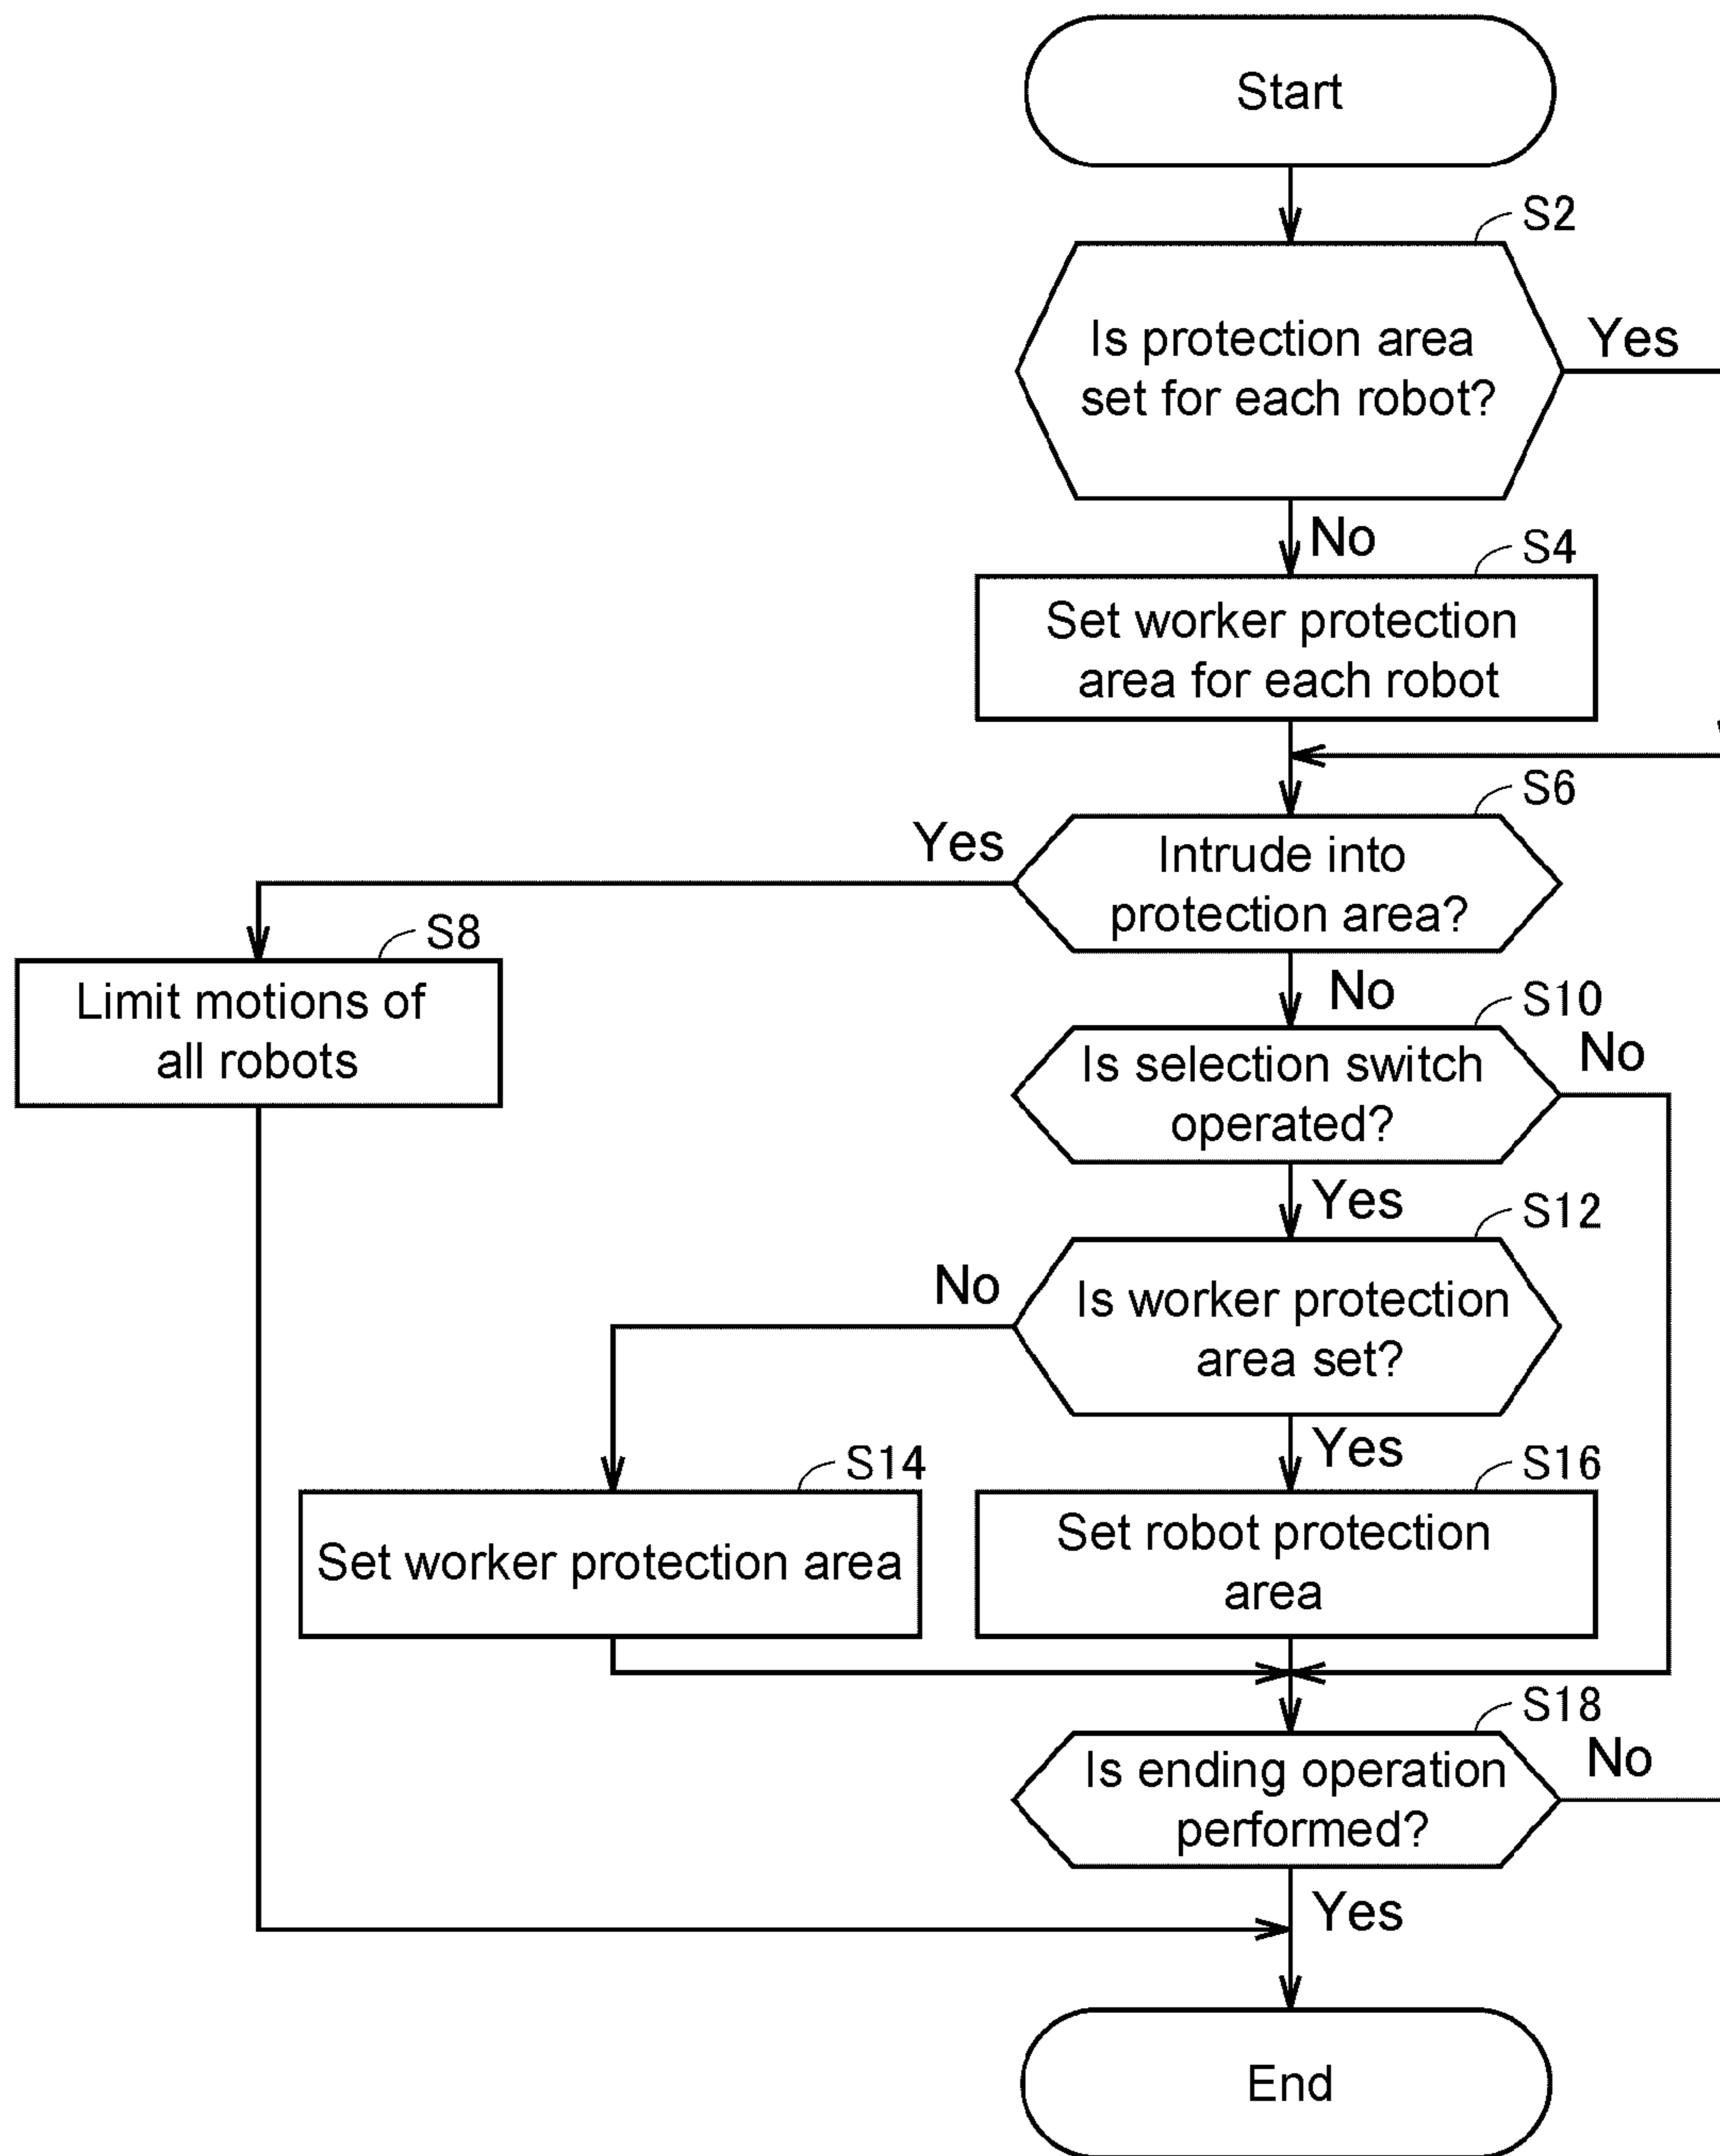 Start
S2
Is protection area
set for each robot?
Yes
No
S4
Set worker protection
area for each robot
S6
Yes
Intrude into
protection area?
S8
Limit motions of
all robots
No
S10
Is selection switch
operated?
No
Yes
S12
No
Is worker protection
area set?
Yes
S14
S16
Set worker protection area
Set robot protection
area
S18
Is ending operation
performed?
No
Yes
End